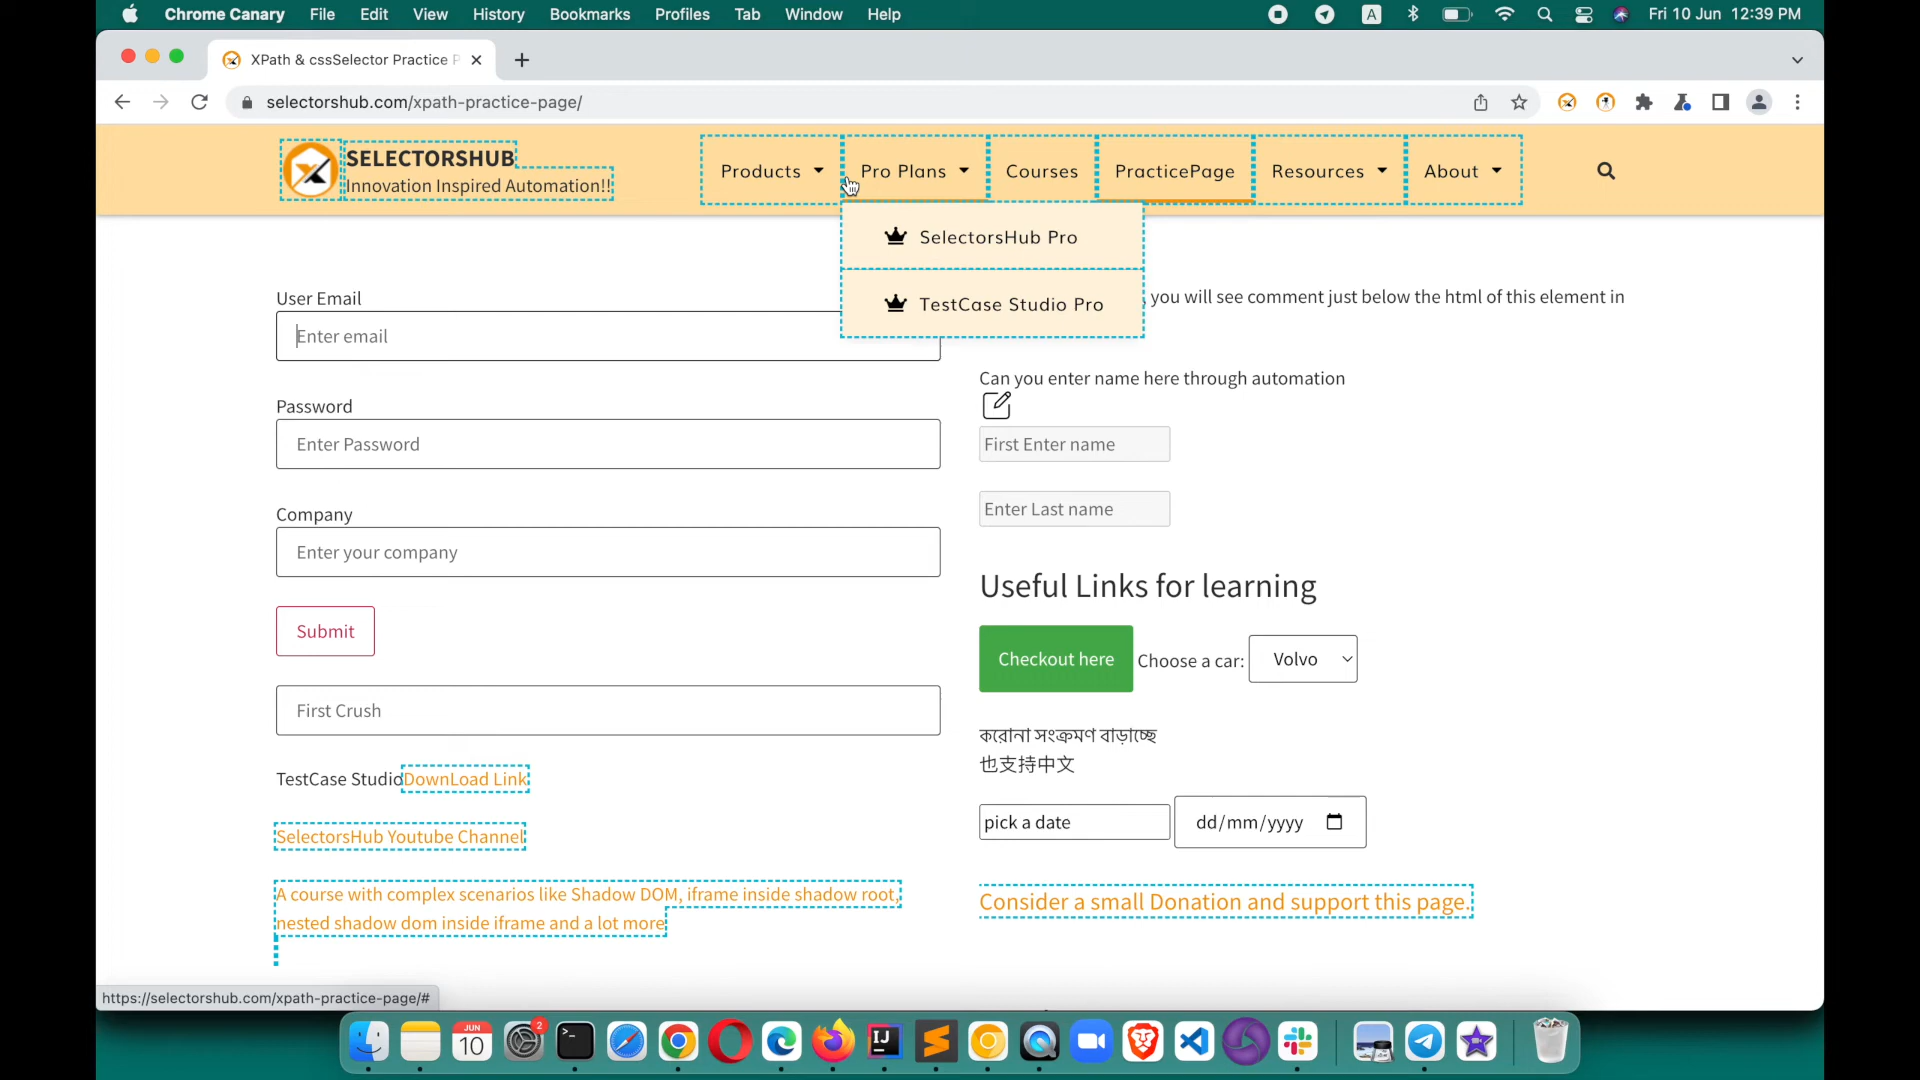 Chrome Canary File Edit View History Bookmarks Profiles Tab Window Help A Fri 10 Jun 12:39 PM
XPath & cssSelector Practice P
selectorshub.com/xpath-practice-page/
SELECTORSHUB
Innovation Inspired Automation!!
Products Pro Plans Courses PracticePage Resources About
SelectorsHub Pro
TestCase Studio Pro
User Email
Enter email
Password
Enter Password
Company
Enter your company
Submit
First Crush
TestCase StudioDownLoad Link
SelectorsHub Youtube Channel
A course with complex scenarios like Shadow DOM, iframe inside shadow root,
nested shadow dom inside iframe and a lot more
, you will see comment just below the html of this element in
Can you enter name here through automation
First Enter name
Enter Last name
Useful Links for learning
Checkout here Choose a car: Volvo
করোনা সংক্রমণ বাড়াচ্ছে
也支持中文
pick a date dd/mm/yyyy
Consider a small Donation and support this page.
https://selectorshub.com/xpath-practice-page/#
JUN
10
2
IJ